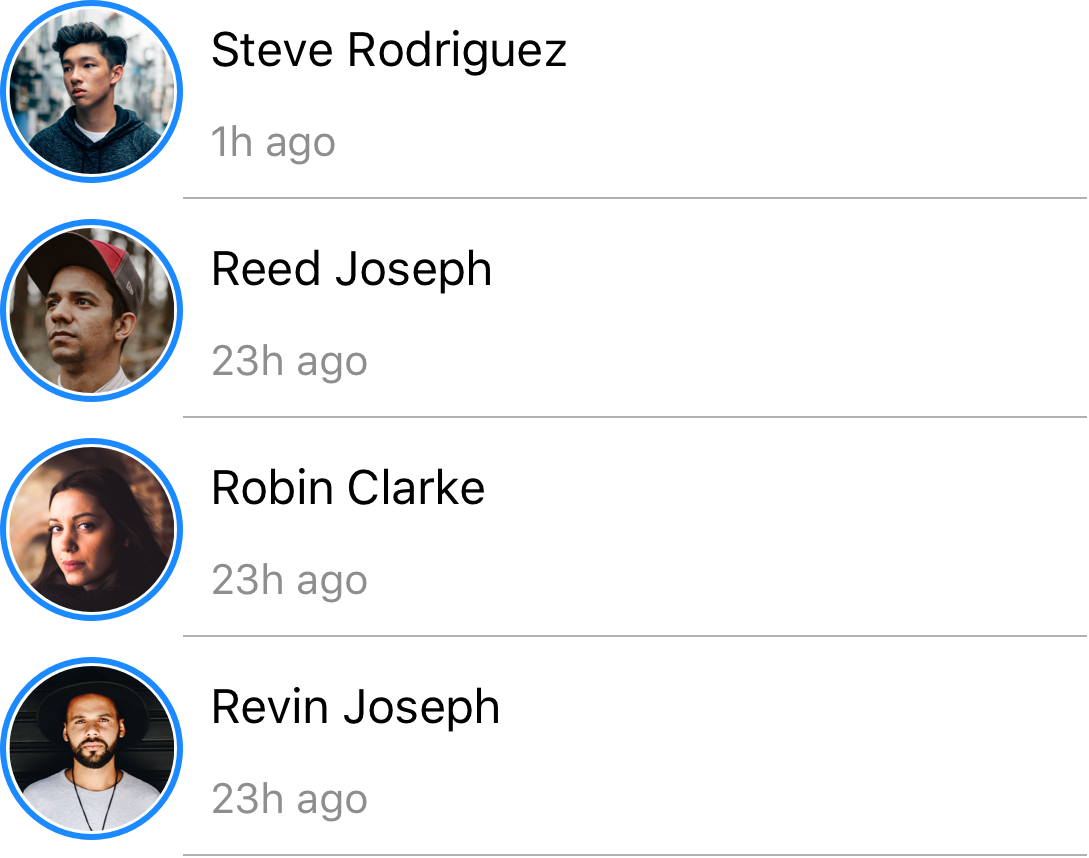 Steve Rodriguez
1h ago
Reed Joseph
23h ago
Robin Clarke
23h ago
Revin Joseph
23h ago